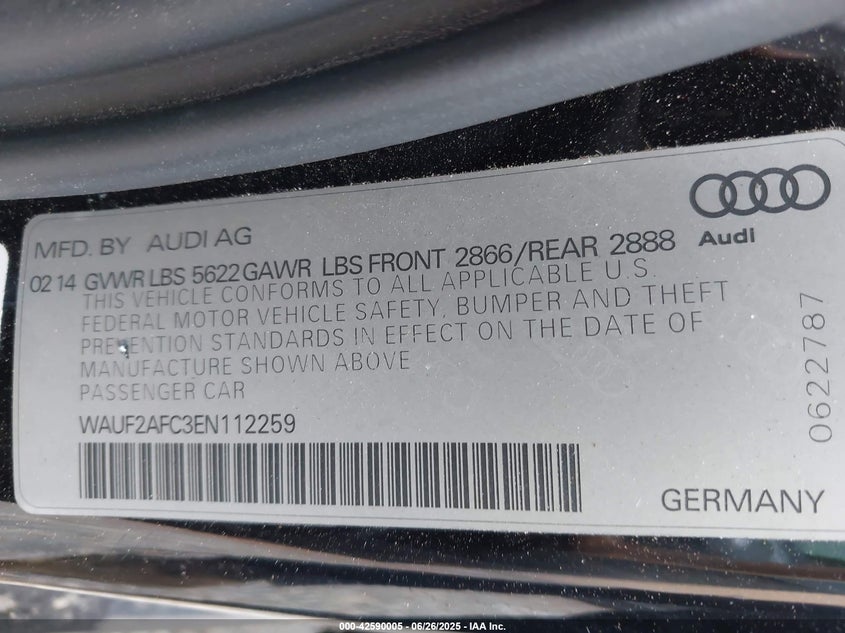 MFD. BY AUDI AG
Audi
02 14 GVWR LBS 5622 GAWR LBS FRONT 2866/REAR 2888
THIS VEHICLE CONFORMS TO ALL APPLICABLE U.S.
FEDERAL MOTOR VEHICLE SAFETY, BUMPER AND THEFT
PREVENTION STANDARDS IN EFFECT ON THE DATE OF
MANUFACTURE SHOWN ABOVE
PASSENGER CAR
WAUF2AFC3EN112259
0622787
GERMANY
000-42590005 - 06/26/2025 - IAA Inc.